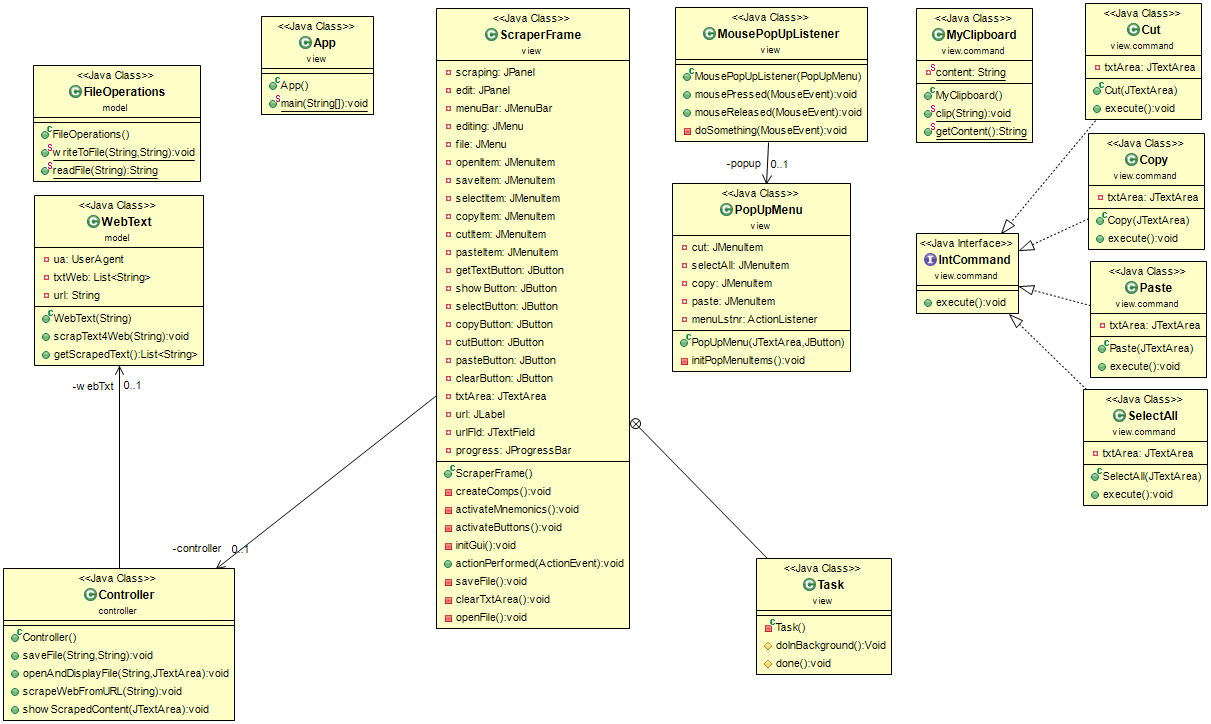 <<Java Class>>
FileOperations
model
FileOperations()
writeToFile(String,String):void
readFile(String):String
<<Java Class>>
WebText
model
ua: UserAgent
txtWeb: List<String>
url: String
WebText(String)
scrapText4Web(String):void
getScrapedText():List<String>
-webTxt 0..1
<<Java Class>>
Controller
controller
Controller()
saveFile(String,String):void
openAndDisplayFile(String,JTextArea):void
scrapeWebFromURL(String):void
showScrapedContent(JTextArea):void
-controller 0..1
<<Java Class>>
App
view
App()
main(String[]):void
<<Java Class>>
ScraperFrame
view
scraping: JPanel
edit: JPanel
menuBar: JMenuBar
editing: JMenu
file: JMenu
openItem: JMenuItem
saveItem: JMenuItem
selectItem: JMenuItem
copyItem: JMenuItem
cutItem: JMenuItem
pasteItem: JMenuItem
getTextButton: JButton
showButton: JButton
selectButton: JButton
copyButton: JButton
cutButton: JButton
pasteButton: JButton
clearButton: JButton
txtArea: JTextArea
url: JLabel
urlFld: JTextField
progress: JProgressBar
ScraperFrame()
createComps():void
activateMnemonics():void
activateButtons():void
initGui():void
actionPerformed(ActionEvent):void
saveFile():void
clearTxtArea():void
openFile():void
<<Java Class>>
MousePopUpListener
view
MousePopUpListener(PopUpMenu)
mousePressed(MouseEvent):void
mouseReleased(MouseEvent):void
doSomething(MouseEvent):void
-popup 0..1
<<Java Class>>
PopUpMenu
view
cut: JMenuItem
selectAll: JMenuItem
copy: JMenuItem
paste: JMenuItem
menuLstnr: ActionListener
PopUpMenu(JTextArea,JButton)
initPopMenuItems():void
<<Java Class>>
Task
view
Task()
doInBackground():Void
done():void
<<Java Class>>
MyClipboard
view.command
content: String
MyClipboard()
clip(String):void
getContent():String
<<Java Interface>>
IntCommand
view.command
execute():void
<<Java Class>>
Cut
view.command
txtArea: JTextArea
Cut(JTextArea)
execute():void
<<Java Class>>
Copy
view.command
txtArea: JTextArea
Copy(JTextArea)
execute():void
<<Java Class>>
Paste
view.command
txtArea: JTextArea
Paste(JTextArea)
execute():void
<<Java Class>>
SelectAll
view.command
txtArea: JTextArea
SelectAll(JTextArea)
execute():void